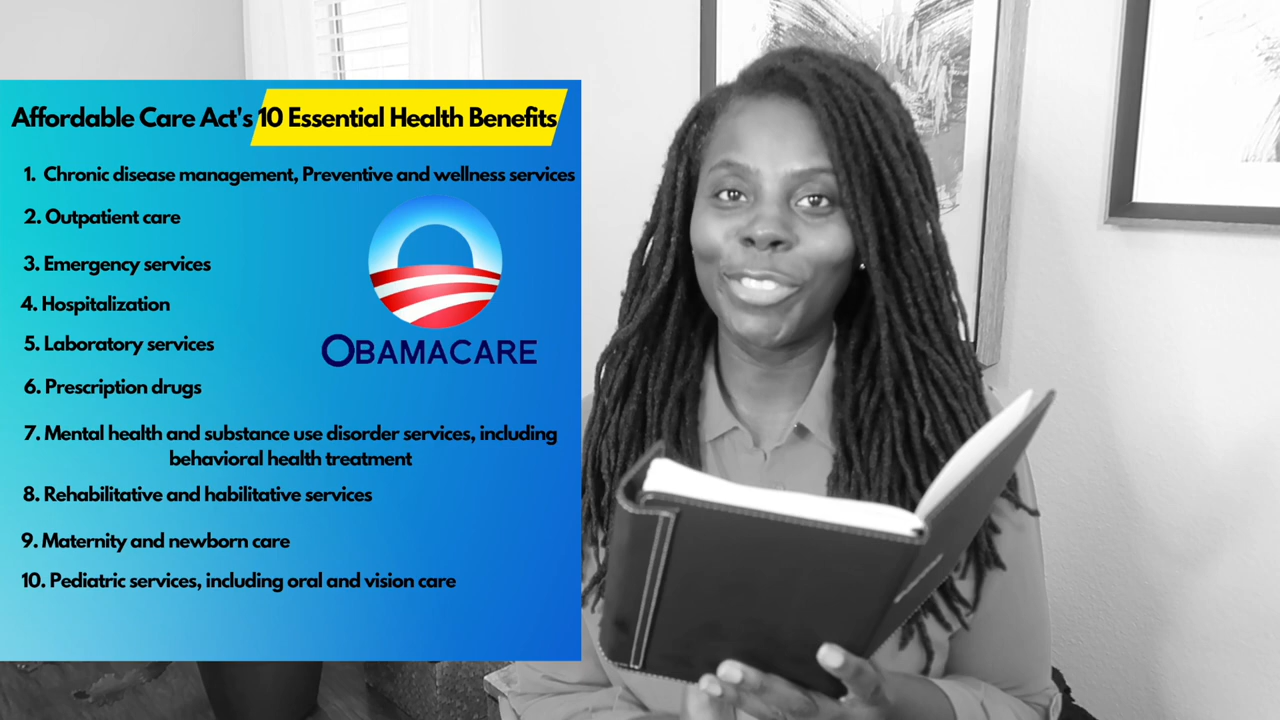 Affordable Care Act's 10 Essential Health Benefits
1. Chronic disease management, Preventive and wellness services
2. Outpatient care
3. Emergency services
4. Hospitalization
5. Laboratory services
OBAMACARE
6. Prescription drugs
7. Mental health and substance use disorder services, including
behavioral health treatment
8. Rehabilitative and habilitative services
9. Maternity and newborn care
10. Pediatric services, including oral and vision care